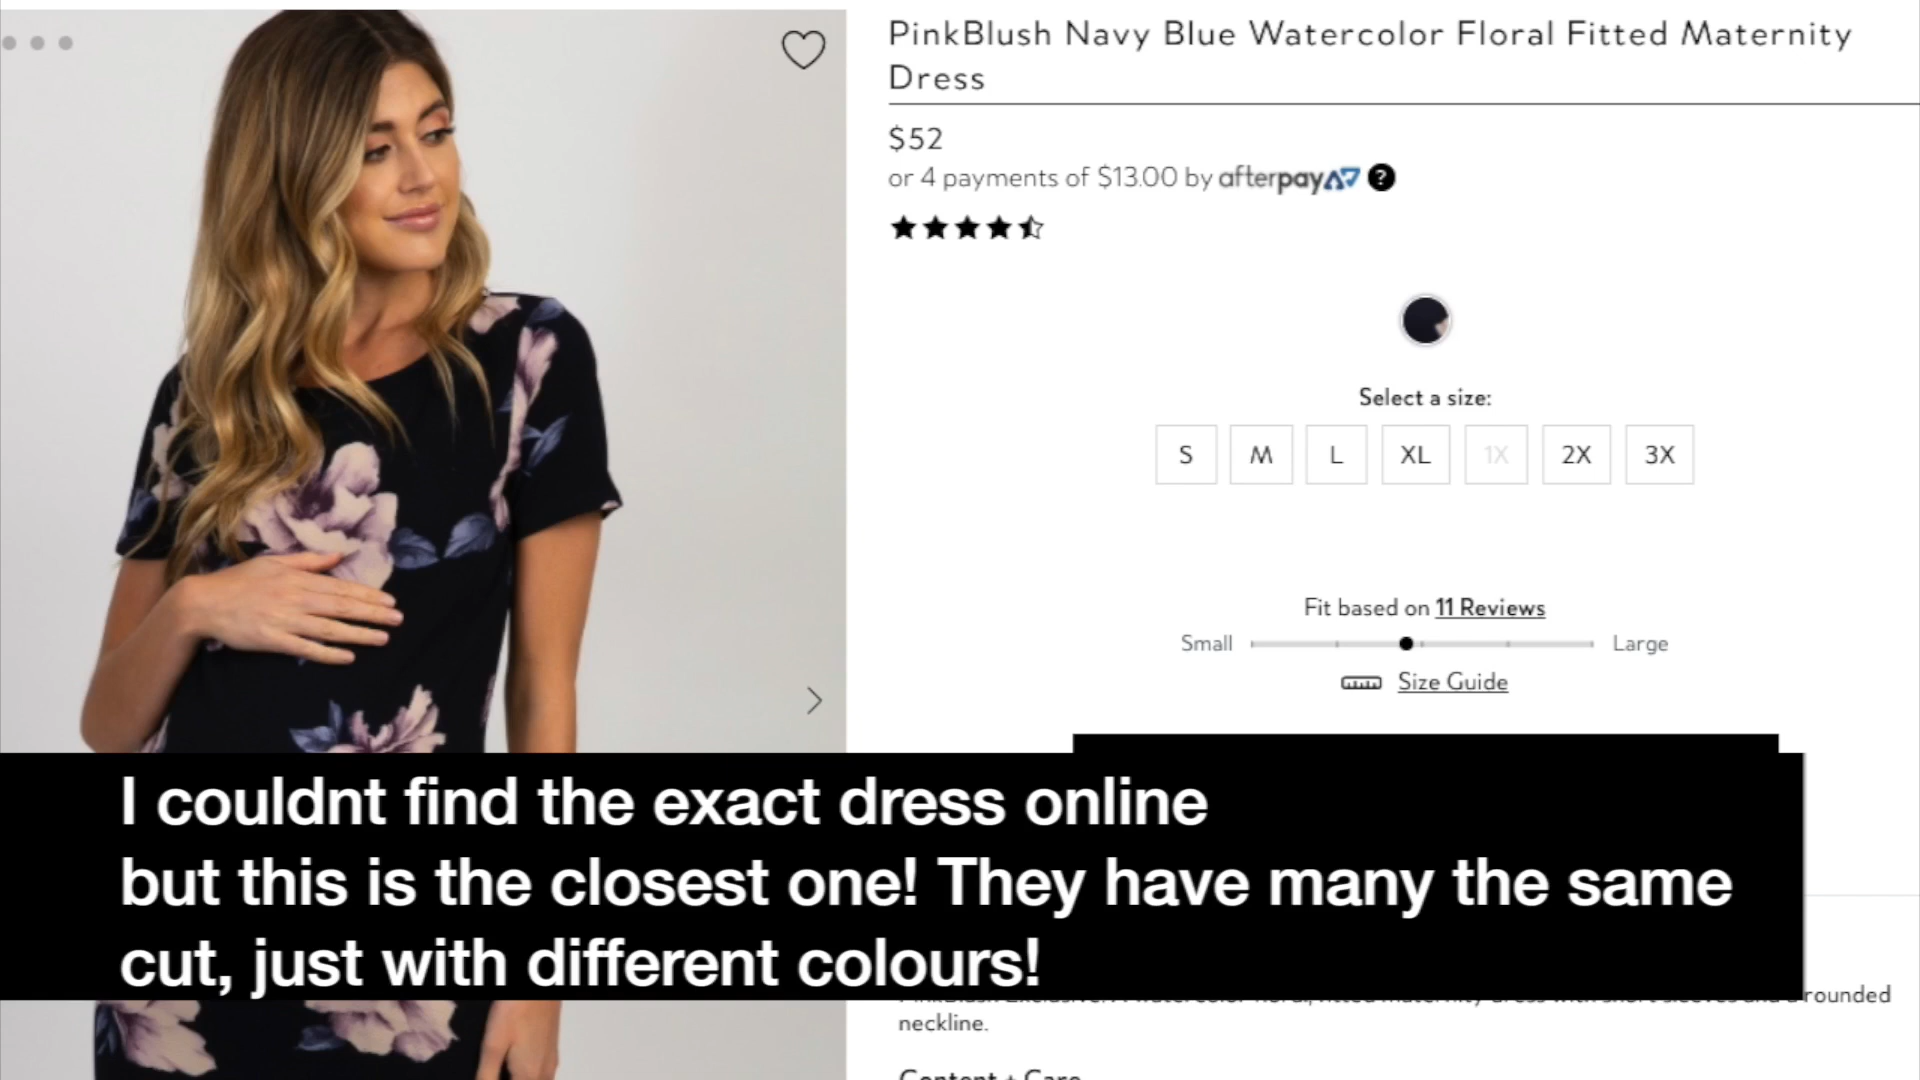 PinkBlush Navy Blue Watercolor Floral Fitted Maternity
Dress
$52
or 4 payments of $13.00 by afterpay ?
Select a size:
S M L XL 1X 2X 3X
Fit based on 11 Reviews
Small Large
Size Guide
I couldnt find the exact dress online
but this is the closest one! They have many the same
cut, just with different colours!
rounded
neckline.
Content + Care